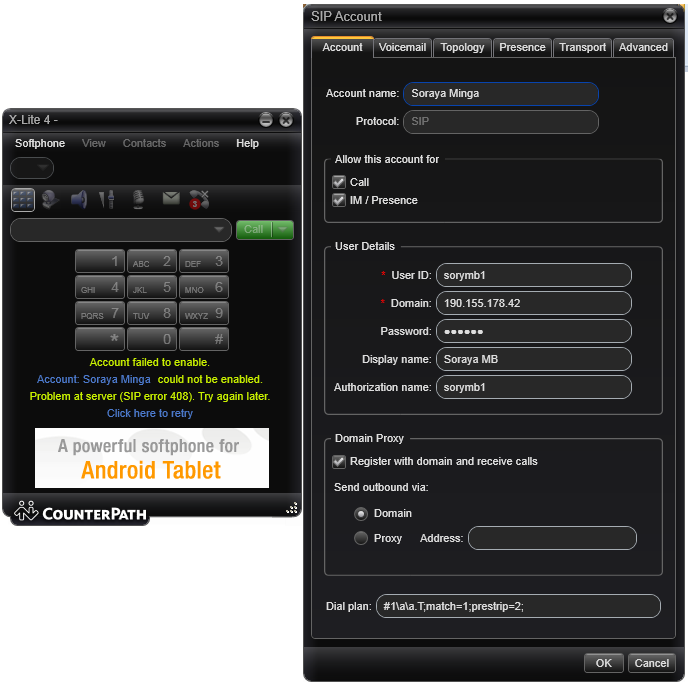 X-Lite 4 -
Softphone View Contacts Actions Help
3
Call
1 ABC 2 DEF 3
GHI 4 JKL 5 MNO 6
PQRS 7 TUV 8 WXYZ 9
* 0 #
Account failed to enable.
Account: Soraya Minga could not be enabled.
Problem at server (SIP error 408). Try again later.
Click here to retry
A powerful softphone for
Android Tablet
COUNTERPATH
SIP Account
Account Voicemail Topology Presence Transport Advanced
Account name: Soraya Minga
Protocol: SIP
Allow this account for
Call
IM / Presence
User Details
* User ID: sorymb1
* Domain: 190.155.178.42
Password: ••••••
Display name: Soraya MB
Authorization name: sorymb1
Domain Proxy
Register with domain and receive calls
Send outbound via:
Domain
Proxy Address:
Dial plan: #1\a\a.T;match=1;prestrip=2;
OK Cancel